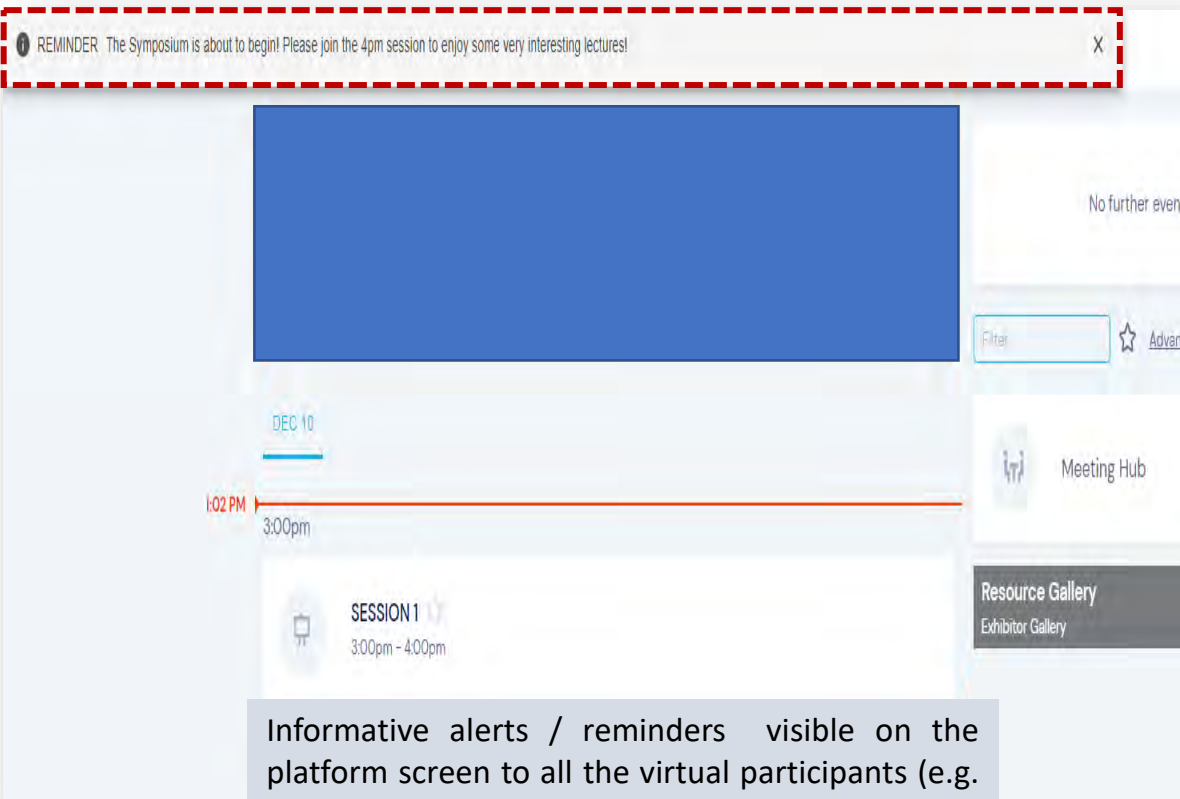 REMINDER The Symposium is about to begin! Please join the 4pm session to enjoy some very interesting lectures!
X
No further even
Filter
Advan
DEC 10
Meeting Hub
:02 PM
3:00pm
Resource Gallery
Exhibitor Gallery
SESSION 1
3:00pm - 4:00pm
Informative alerts / reminders visible on the
platform screen to all the virtual participants (e.g.